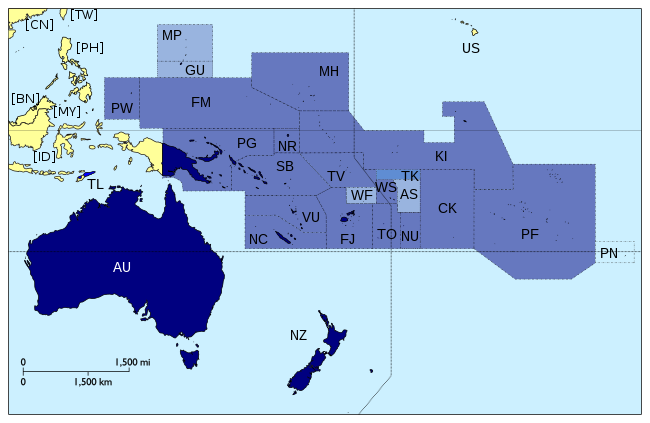 [CN]
[TW]
[PH]
MP
US
GU
MH
[BN]
[MY]
PW
FM
[ID]
PG
NR
KI
SB
TL
TV
WS
TK
WF
AS
CK
VU
NC
FJ
TO
NU
PF
PN
AU
NZ
0 1,500 mi
0 1,500 km